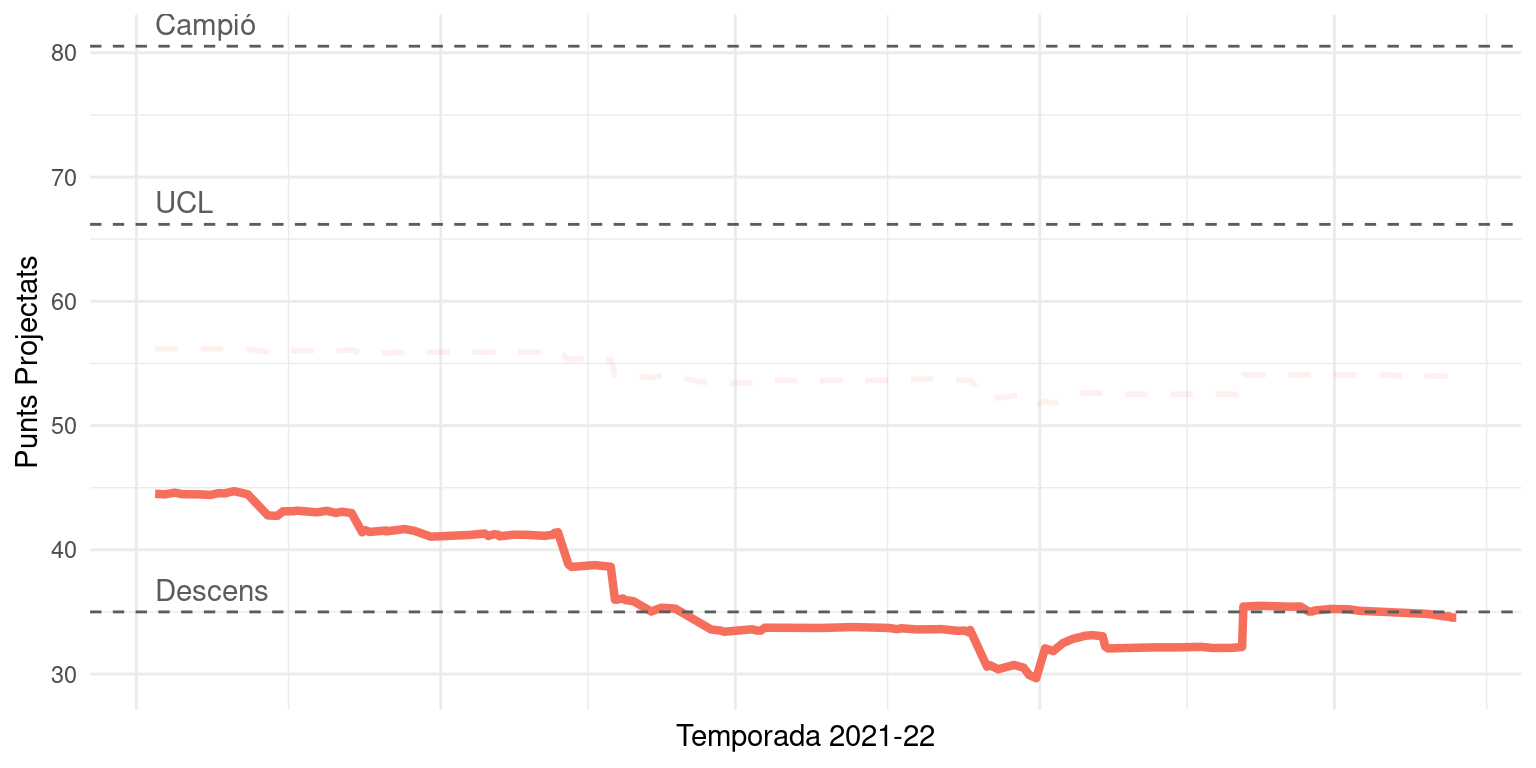 Campió
80
70
UCL
60
50
40
Descens
30
Punts Projectats
Temporada 2021-22